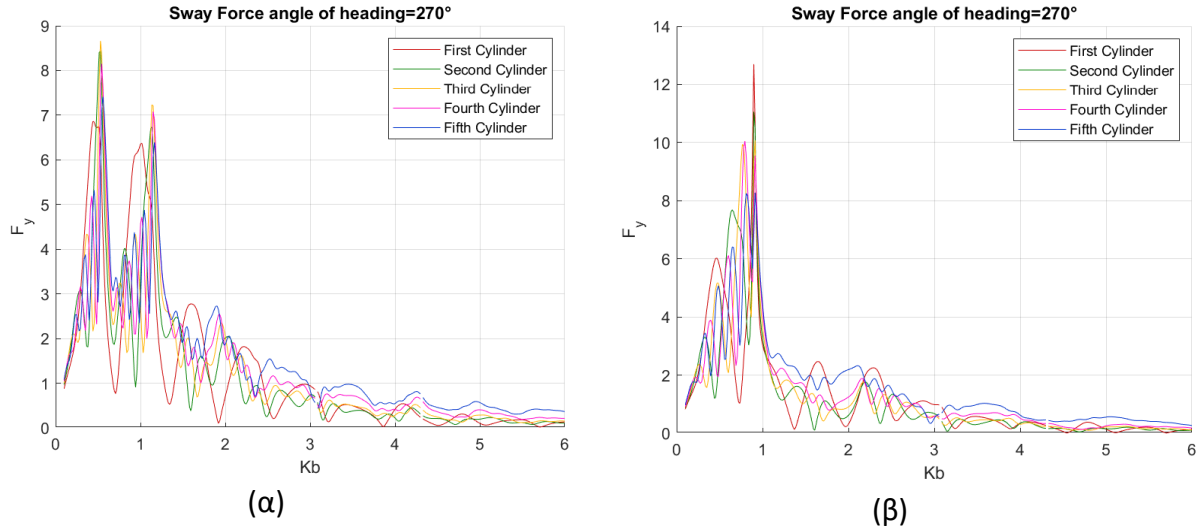 Sway Force angle of heading=270°
9
8
7
6
5
4
3
2
1
0
F_y
First Cylinder
Second Cylinder
Third Cylinder
Fourth Cylinder
Fifth Cylinder
0 1 2 3 4 5 6
Kb
(α)
Sway Force angle of heading=270°
14
12
10
8
6
4
2
0
F_y
First Cylinder
Second Cylinder
Third Cylinder
Fourth Cylinder
Fifth Cylinder
0 1 2 3 4 5 6
Kb
(β)